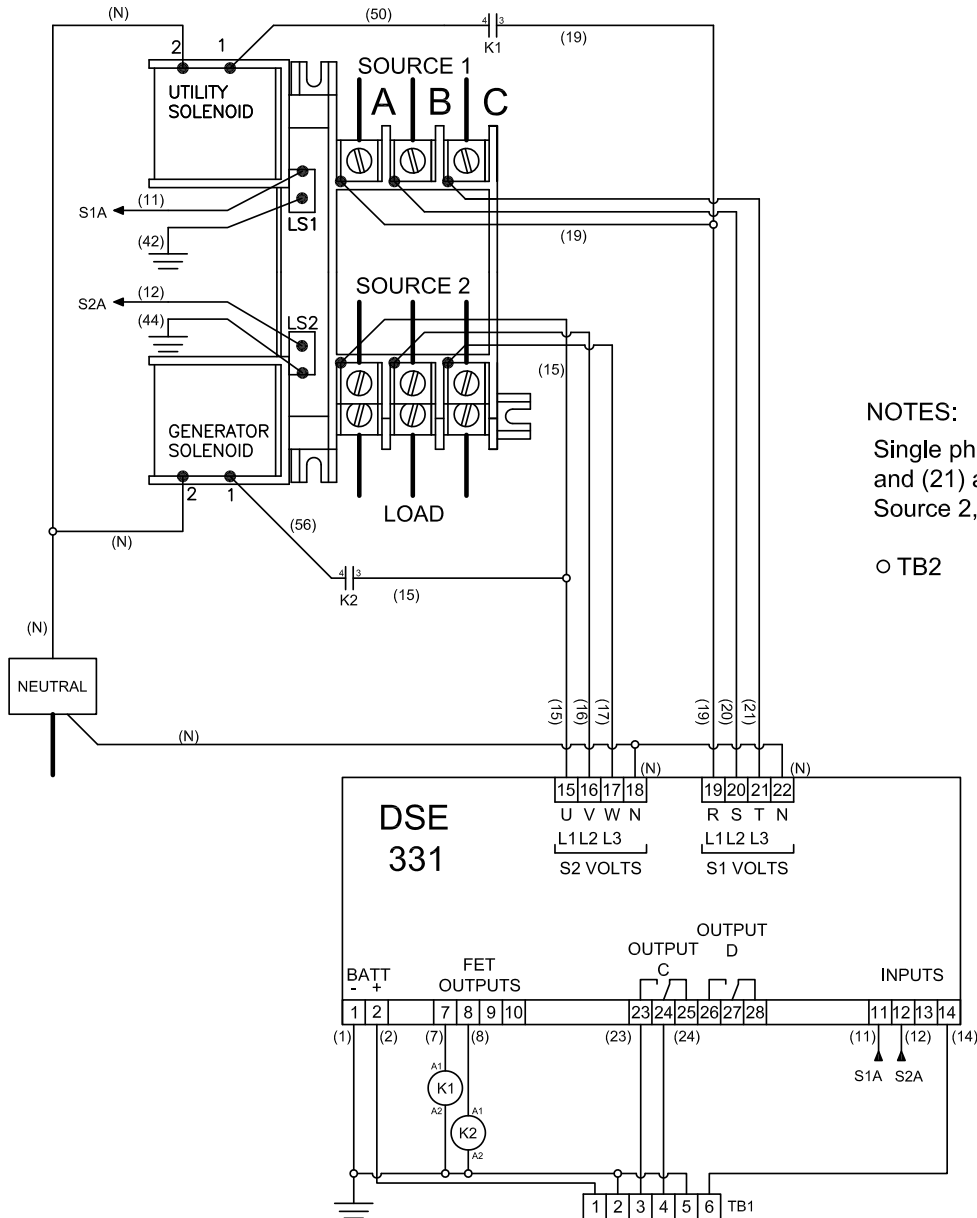 (N)
(50)
4 3
K1
(19)
2 1
UTILITY
SOLENOID
SOURCE 1
A B C
S1A
(11)
LS1
(42)
(19)
S2A
(12)
SOURCE 2
(44)
LS2
(15)
GENERATOR
SOLENOID
2 1
LOAD
(56)
(N)
4 3
K2
(15)
NOTES:
Single ph
and (21) a
Source 2,
TB2
(N)
NEUTRAL
(N)
(15) (16) (17) (19) (20) (21)
(N) (N)
15 16 17 18 19 20 21 22
U V W N R S T N
L1 L2 L3 L1 L2 L3
S2 VOLTS S1 VOLTS
DSE
331
BATT
- +
FET
OUTPUTS
OUTPUT
C
OUTPUT
D
INPUTS
1 2 7 8 9 10 23 24 25 26 27 28 11 12 13 14
(1) (2) (7) (8) (23) (24) (11) (12) (14)
S1A S2A
A1
K1
A2
A1
K2
A2
1 2 3 4 5 6 TB1